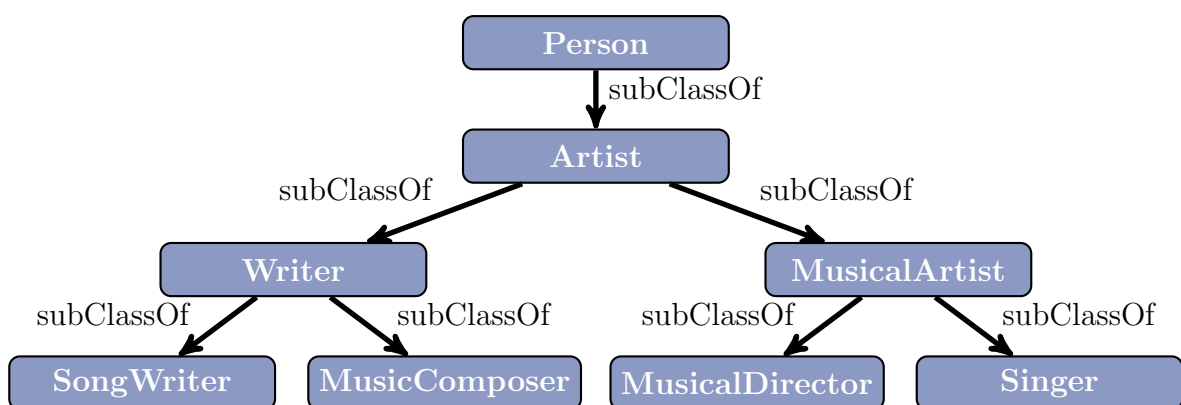 Person
subClassOf
Artist
subClassOf subClassOf
Writer MusicalArtist
subClassOf subClassOf subClassOf subClassOf
SongWriter MusicComposer MusicalDirector Singer